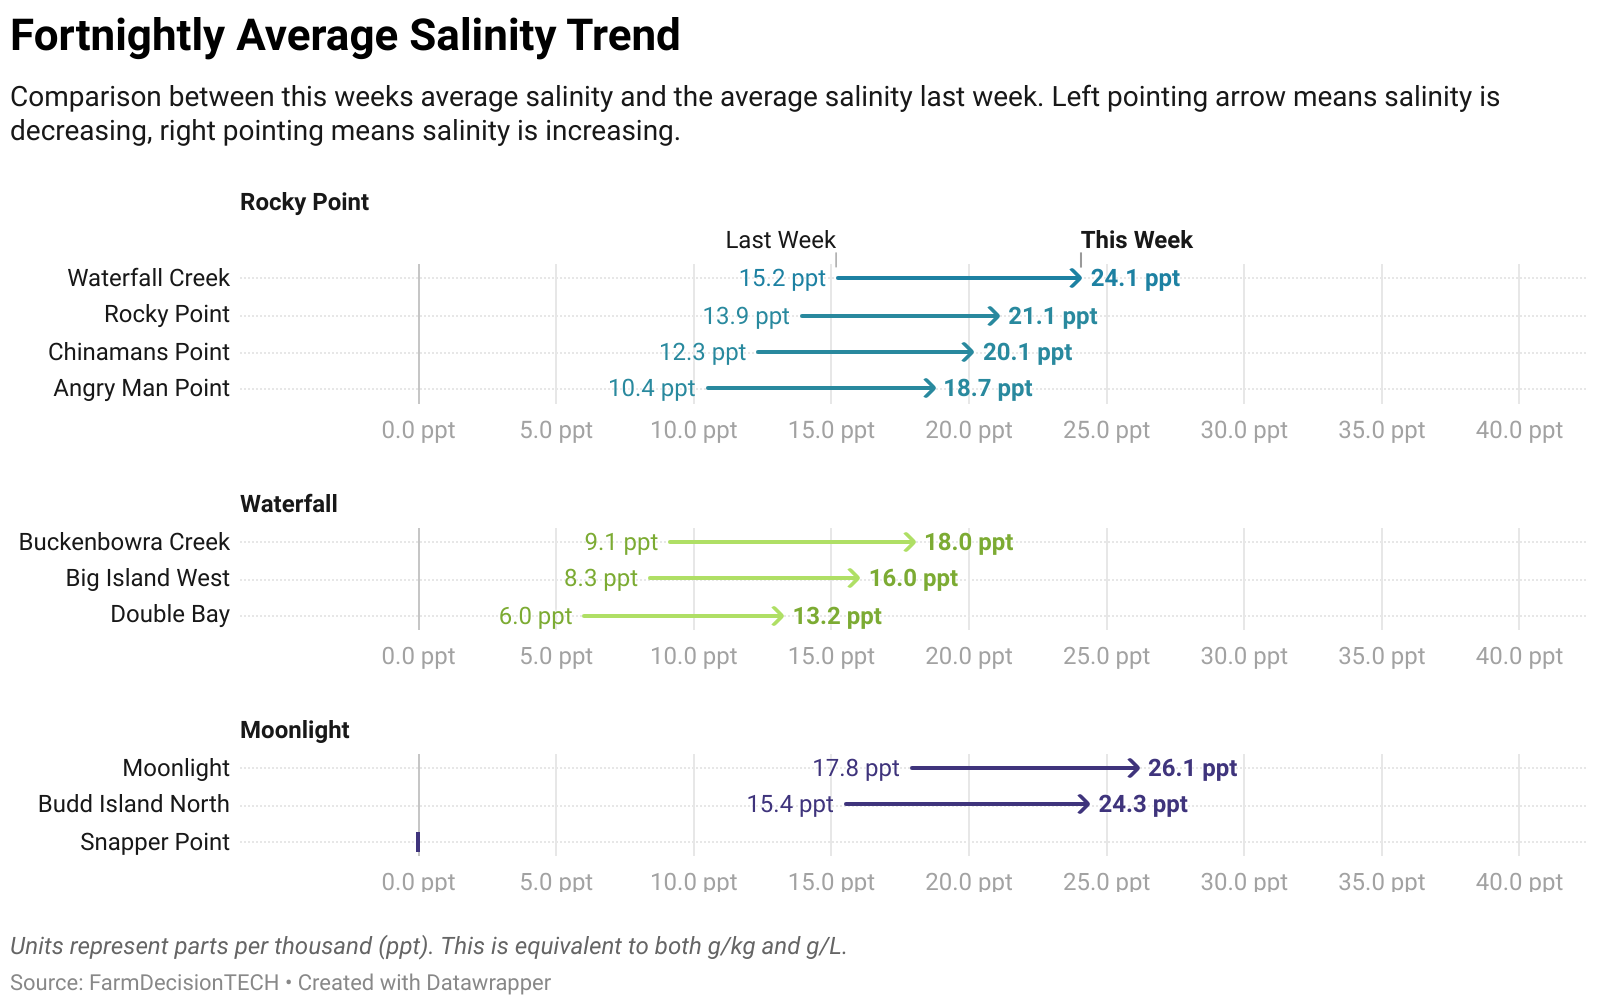 Fortnightly Average Salinity Trend
Comparison between this weeks average salinity and the average salinity last week. Left pointing arrow means salinity is
decreasing, right pointing means salinity is increasing.
Rocky Point
Last Week This Week
Waterfall Creek 15.2 ppt 24.1 ppt
Rocky Point 13.9 ppt 21.1 ppt
Chinamans Point 12.3 ppt 20.1 ppt
Angry Man Point 10.4 ppt 18.7 ppt
0.0 ppt 5.0 ppt 10.0 ppt 15.0 ppt 20.0 ppt 25.0 ppt 30.0 ppt 35.0 ppt 40.0 ppt
Waterfall
Buckenbowra Creek 9.1 ppt 18.0 ppt
Big Island West 8.3 ppt 16.0 ppt
Double Bay 6.0 ppt 13.2 ppt
0.0 ppt 5.0 ppt 10.0 ppt 15.0 ppt 20.0 ppt 25.0 ppt 30.0 ppt 35.0 ppt 40.0 ppt
Moonlight
Moonlight 17.8 ppt 26.1 ppt
Budd Island North 15.4 ppt 24.3 ppt
Snapper Point
0.0 ppt 5.0 ppt 10.0 ppt 15.0 ppt 20.0 ppt 25.0 ppt 30.0 ppt 35.0 ppt 40.0 ppt
Units represent parts per thousand (ppt). This is equivalent to both g/kg and g/L.
Source: FarmDecisionTECH • Created with Datawrapper